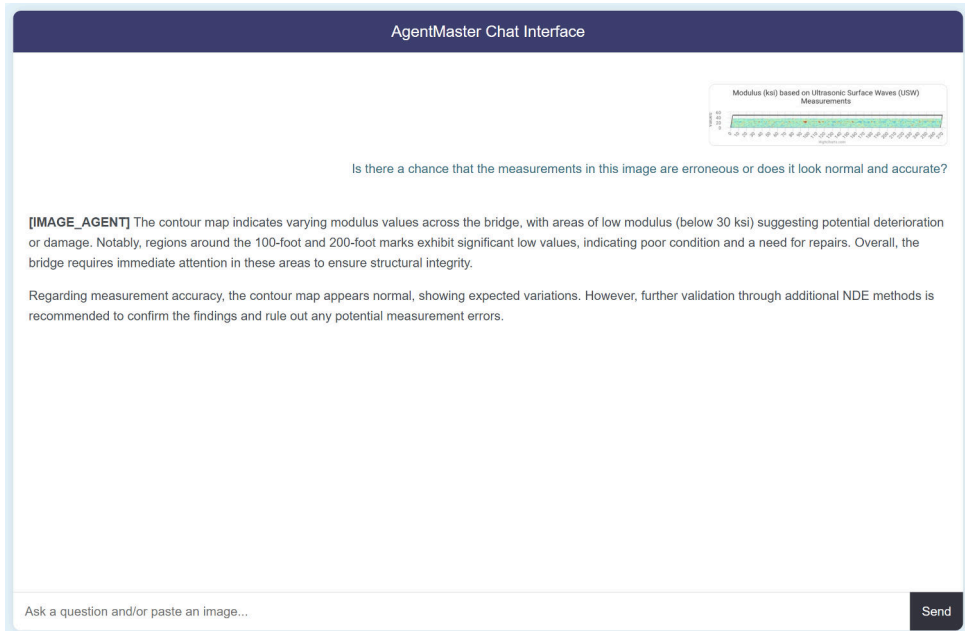 AgentMaster Chat Interface
Modulus (ksi) based on Ultrasonic Surface Waves (USW)
Measurements
Is there a chance that the measurements in this image are erroneous or does it look normal and accurate?
[IMAGE_AGENT] The contour map indicates varying modulus values across the bridge, with areas of low modulus (below 30 ksi) suggesting potential deterioration
or damage. Notably, regions around the 100-foot and 200-foot marks exhibit significant low values, indicating poor condition and a need for repairs. Overall, the
bridge requires immediate attention in these areas to ensure structural integrity.
Regarding measurement accuracy, the contour map appears normal, showing expected variations. However, further validation through additional NDE methods is
recommended to confirm the findings and rule out any potential measurement errors.
Ask a question and/or paste an image...
Send